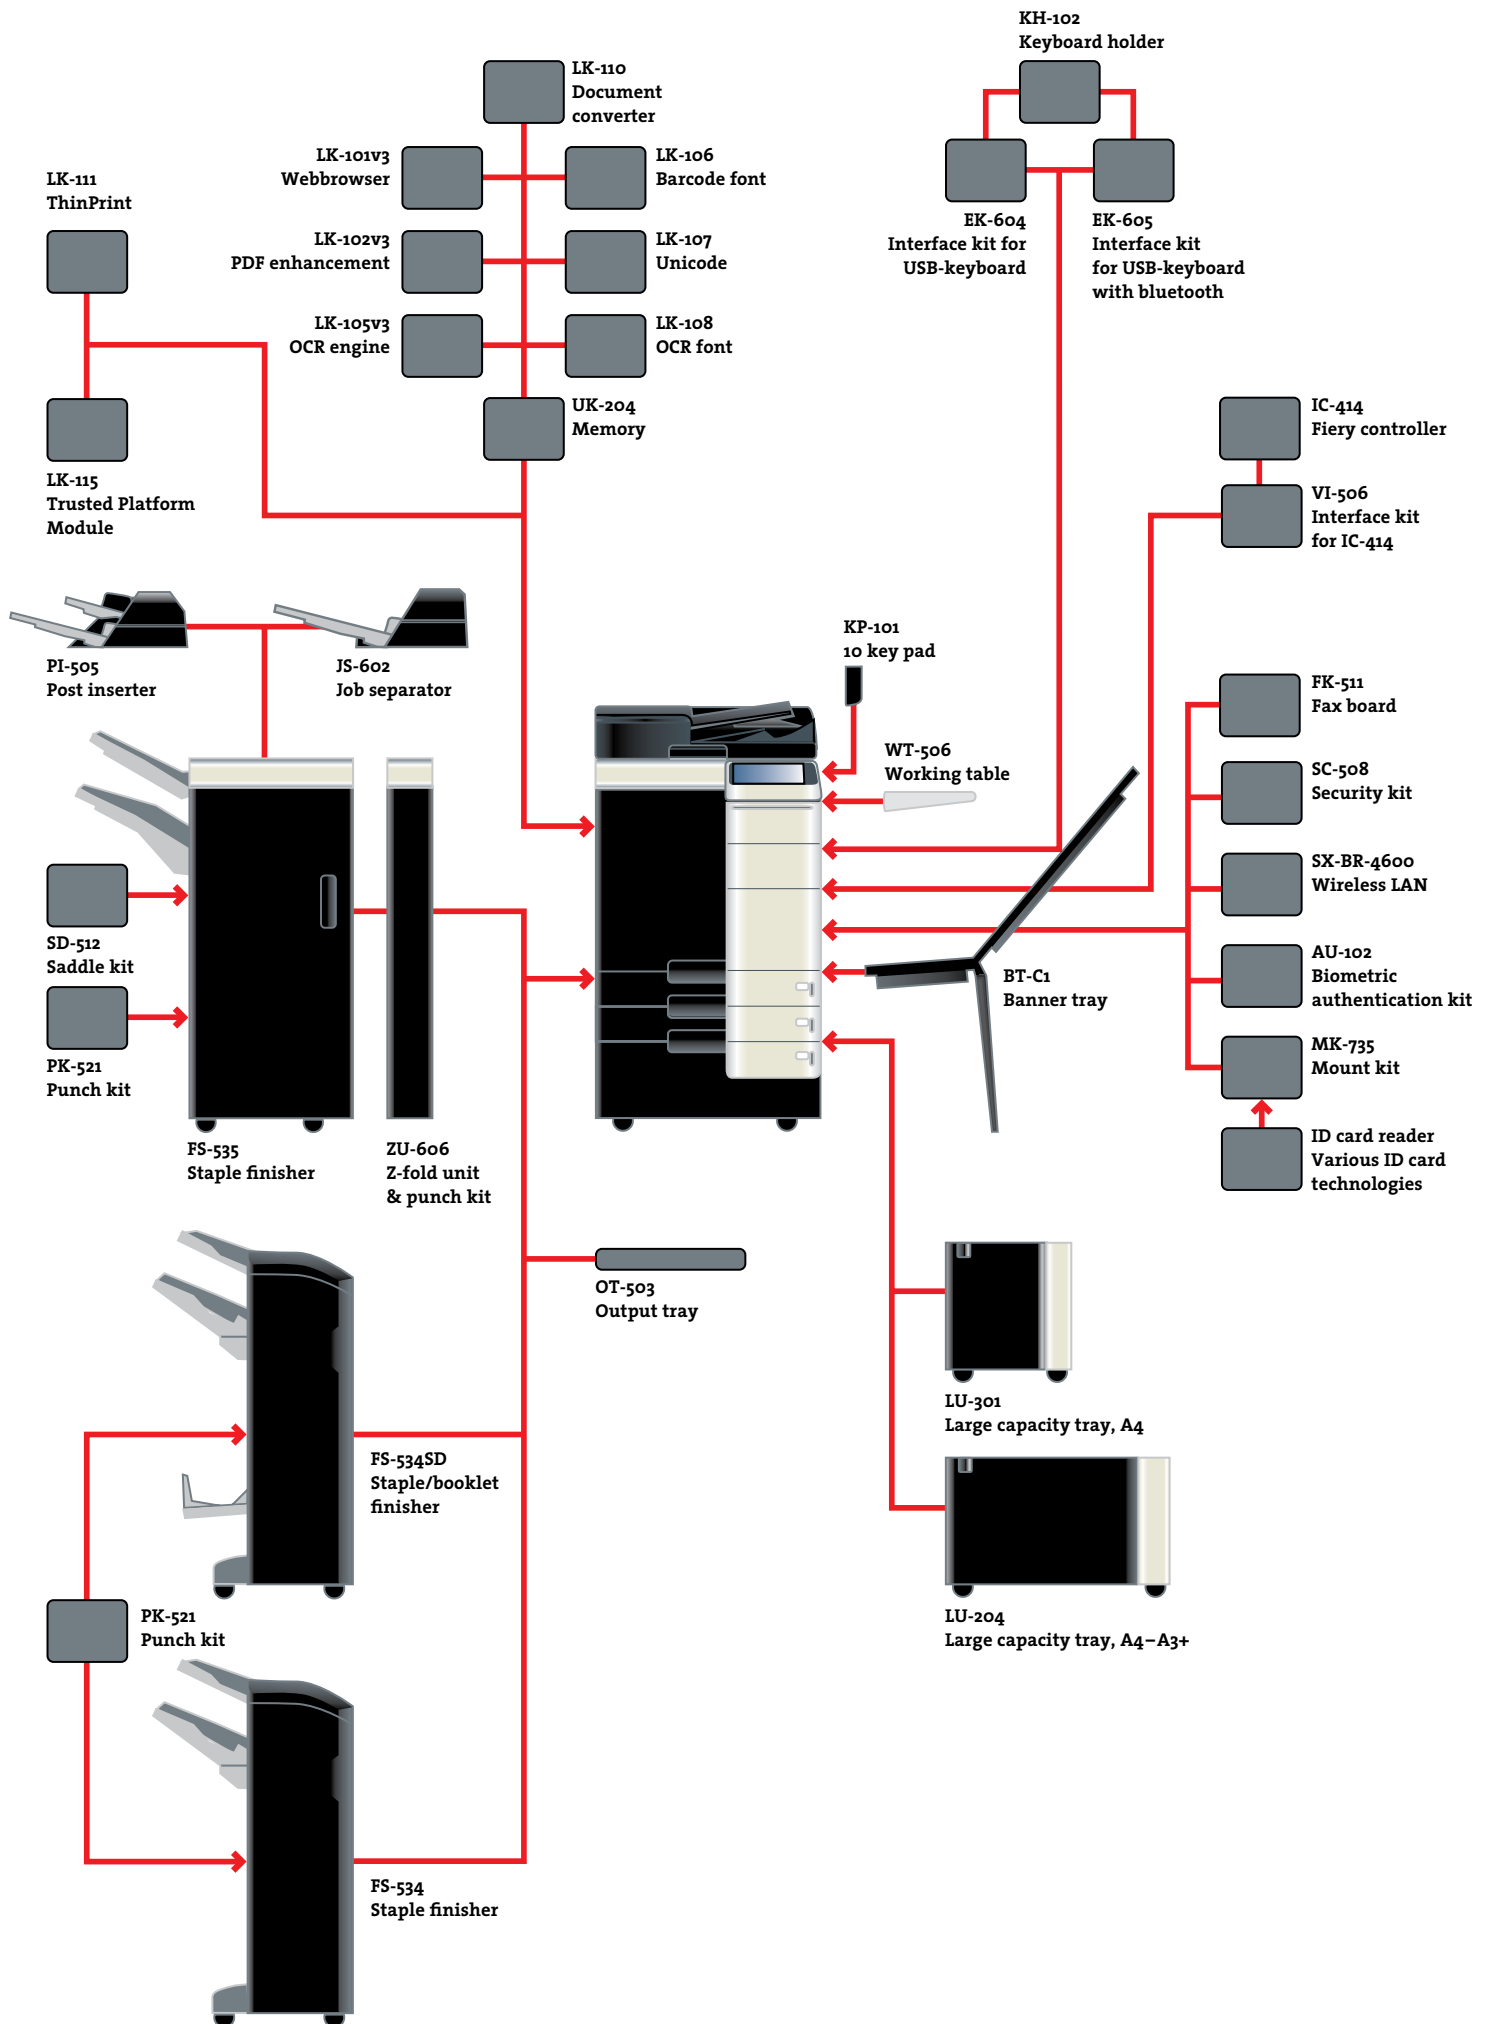 KH-102
Keyboard holder
LK-110
Document
converter
LK-101v3
Webbrowser
LK-106
Barcode font
LK-111
ThinPrint
EK-604
Interface kit for
USB-keyboard
EK-605
Interface kit
for USB-keyboard
with bluetooth
LK-102v3
PDF enhancement
LK-107
Unicode
LK-105v3
OCR engine
LK-108
OCR font
UK-204
Memory
IC-414
Fiery controller
LK-115
Trusted Platform
Module
VI-506
Interface kit
for IC-414
PI-505
Post inserter
JS-602
Job separator
KP-101
10 key pad
FK-511
Fax board
WT-506
Working table
SC-508
Security kit
SX-BR-4600
Wireless LAN
SD-512
Saddle kit
AU-102
Biometric
authentication kit
BT-C1
Banner tray
MK-735
Mount kit
PK-521
Punch kit
FS-535
Staple finisher
ZU-606
Z-fold unit
& punch kit
ID card reader
Various ID card
technologies
OT-503
Output tray
LU-301
Large capacity tray, A4
FS-534SD
Staple/booklet
finisher
PK-521
Punch kit
LU-204
Large capacity tray, A4–A3+
FS-534
Staple finisher